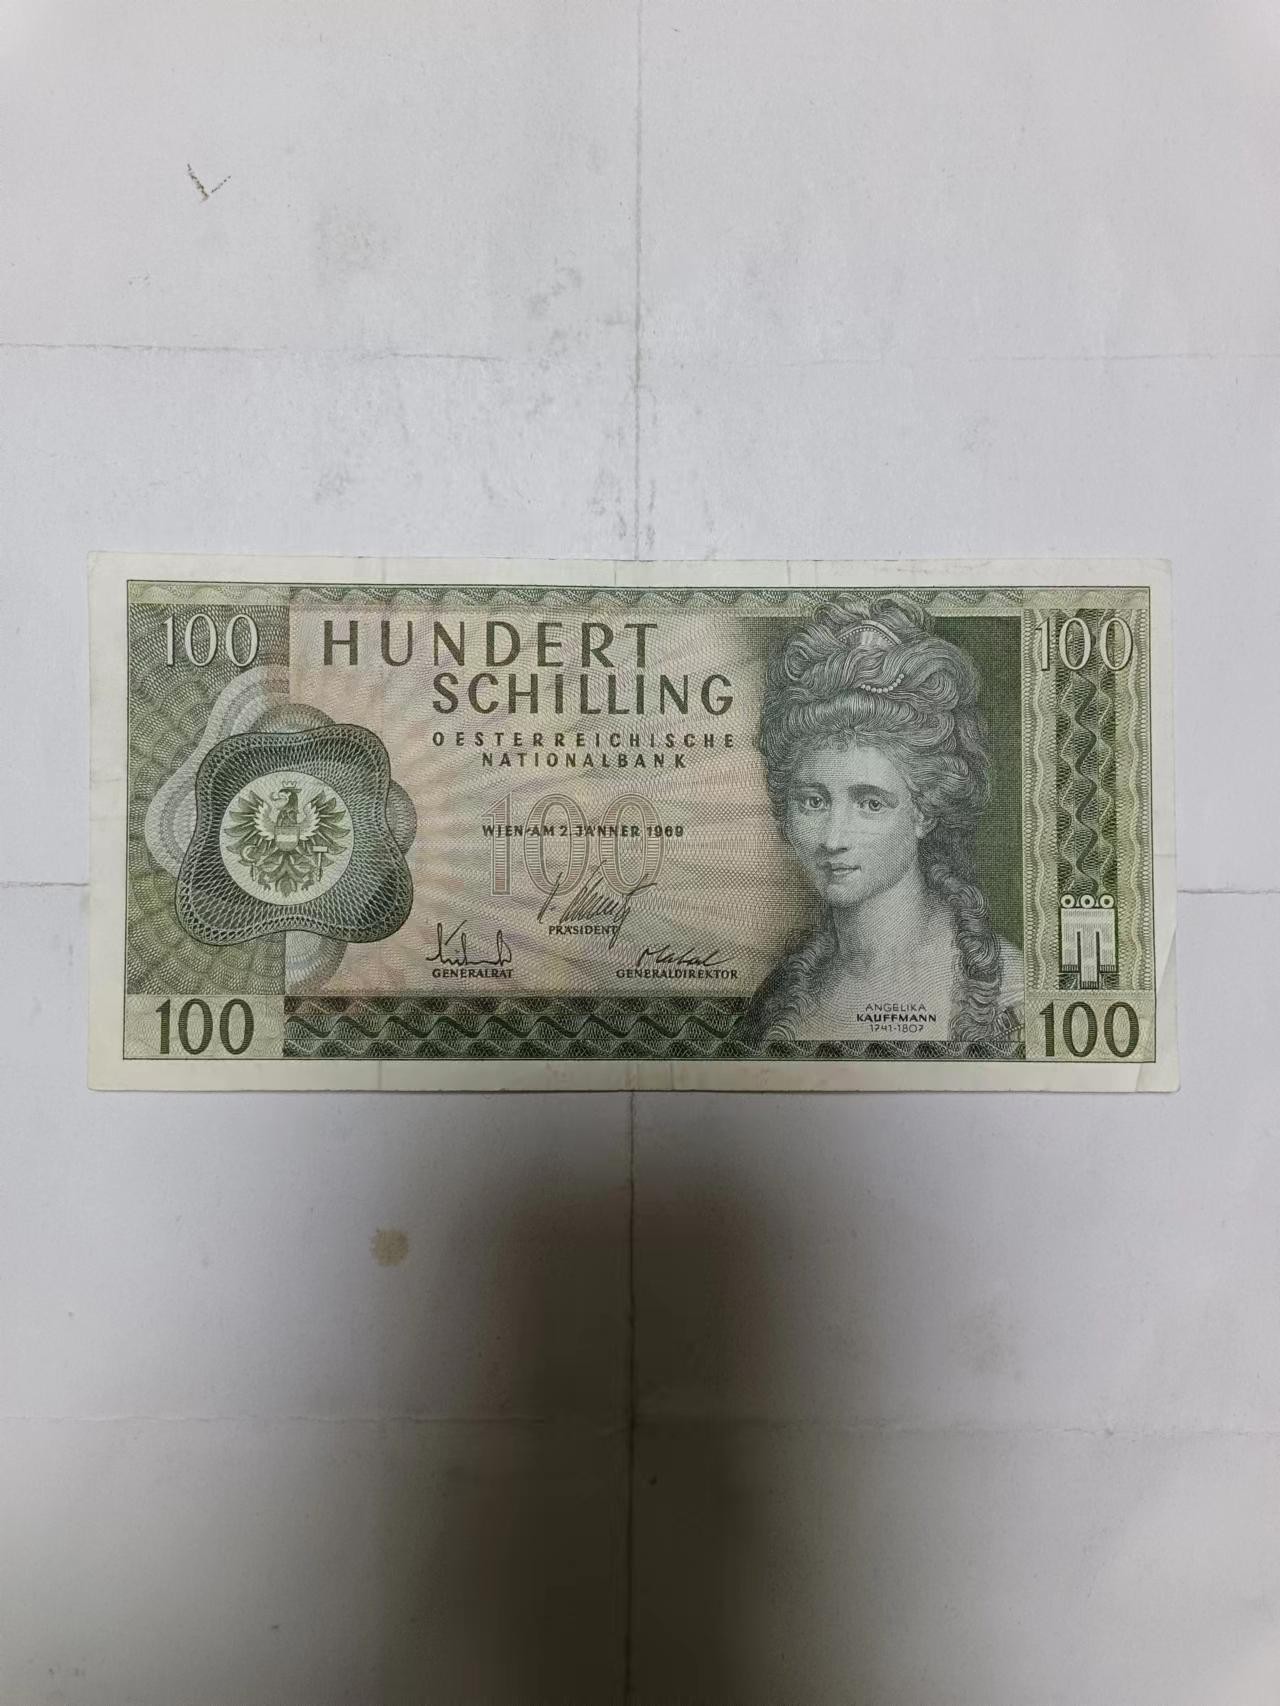 100
HUNDERT
SCHILLING
OESTERREICHISCHE
NATIONALBANK
100
100
WIEN·AM 2. JÄNNER 1969
PRÄSIDENT
GENERALRAT
GENERALDIREKTOR
ANGELIKA
KAUFFMANN
1741-1807
100
100